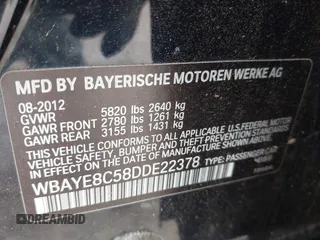 MFD BY BAYERISCHE MOTOREN WERKE AG
08-2012
GVWR 5820 lbs 2640 kg
GAWR FRONT 2780 lbs 1261 kg
GAWR REAR 3155 lbs 1431 kg
THIS VEHICLE CONFORMS TO ALL APPLICABLE U.S. FEDERAL MOTOR
VEHICLE SAFETY, BUMPER, AND THEFT PREVENTION STANDARDS
IN EFFECT ON THE DATE OF MANUFACTURE SHOWN ABOVE.
WBAYE8C58DDE22378 TYPE: PASSENGER CAR
DREAMBID